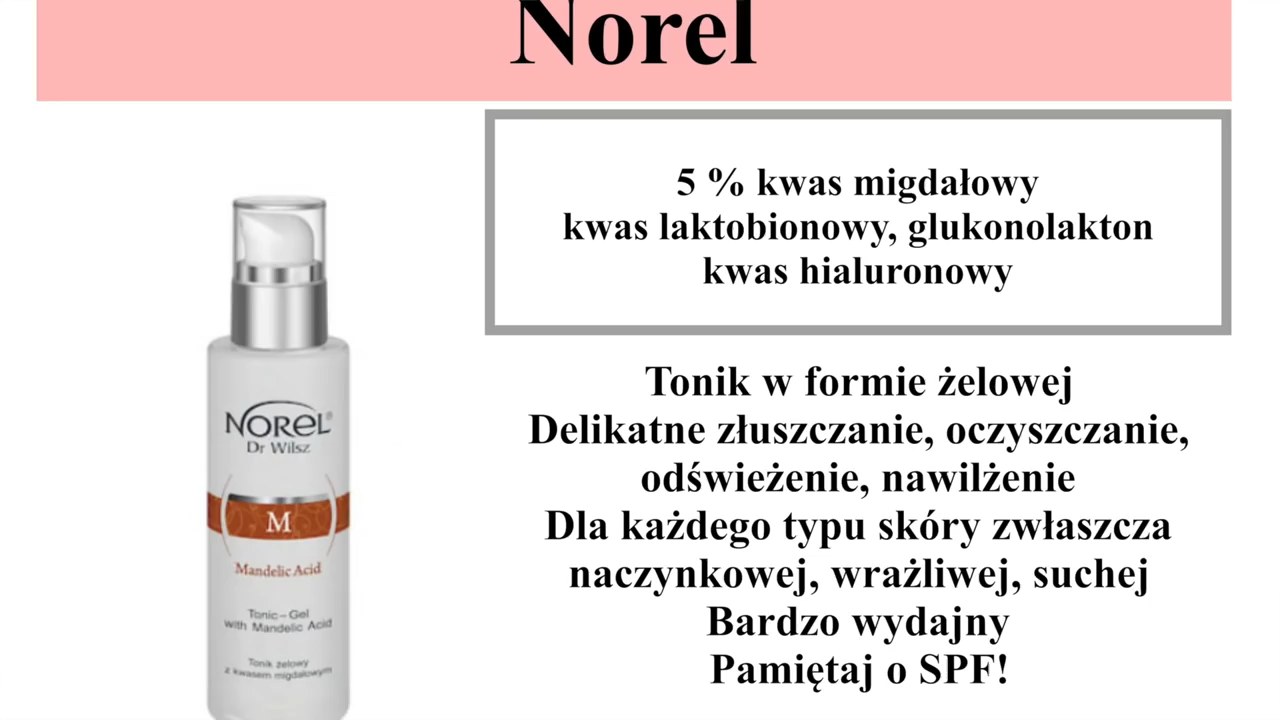 Norel
5 % kwas migdałowy
kwas laktobionowy, glukonolakton
kwas hialuronowy
NOREL®
Dr Wilsz
M
Mandelic Acid
Tonic-Gel
with Mandelic Acid
Tonik żelowy
z kwasem migdałowym
Tonik w formie żelowej
Delikatne złuszczanie, oczyszczanie,
odświeżenie, nawilżenie
Dla każdego typu skóry zwłaszcza
naczynkowej, wrażliwej, suchej
Bardzo wydajny
Pamiętaj o SPF!